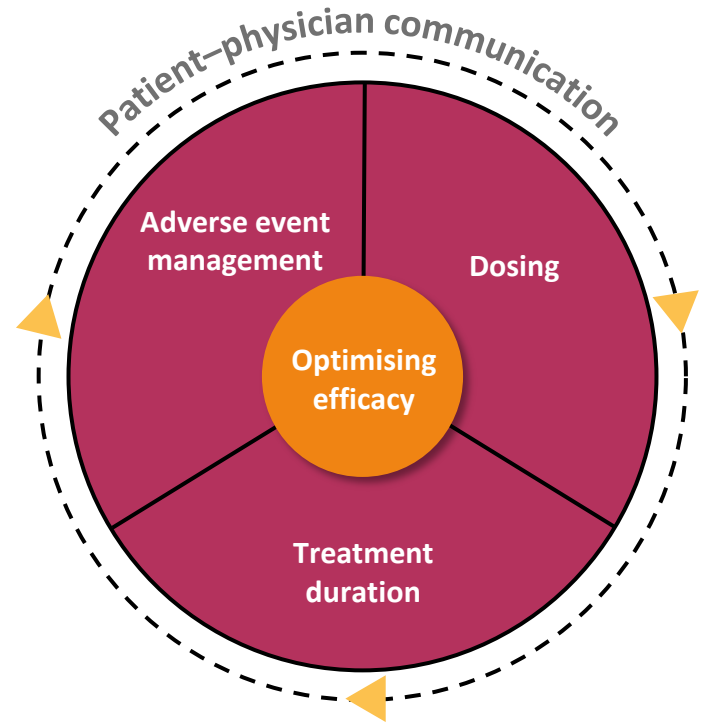 Patient–physician communication
Adverse event
management
Dosing
Optimising
efficacy
Treatment
duration